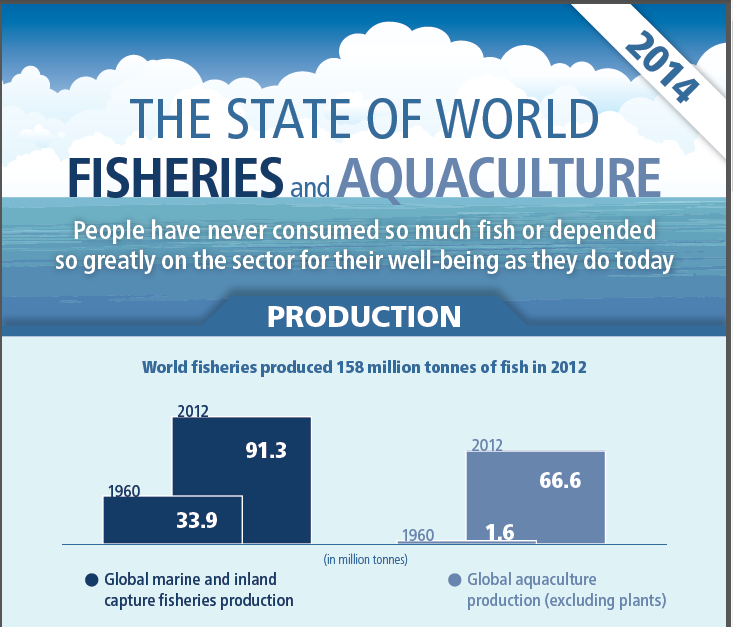 2014
THE STATE OF WORLD
FISHERIES and AQUACULTURE
People have never consumed so much fish or depended
so greatly on the sector for their well-being as they do today
PRODUCTION
World fisheries produced 158 million tonnes of fish in 2012
2012
91.3
1960
33.9
2012
66.6
1960
1.6
(in million tonnes)
Global marine and inland
capture fisheries production
Global aquaculture
production (excluding plants)